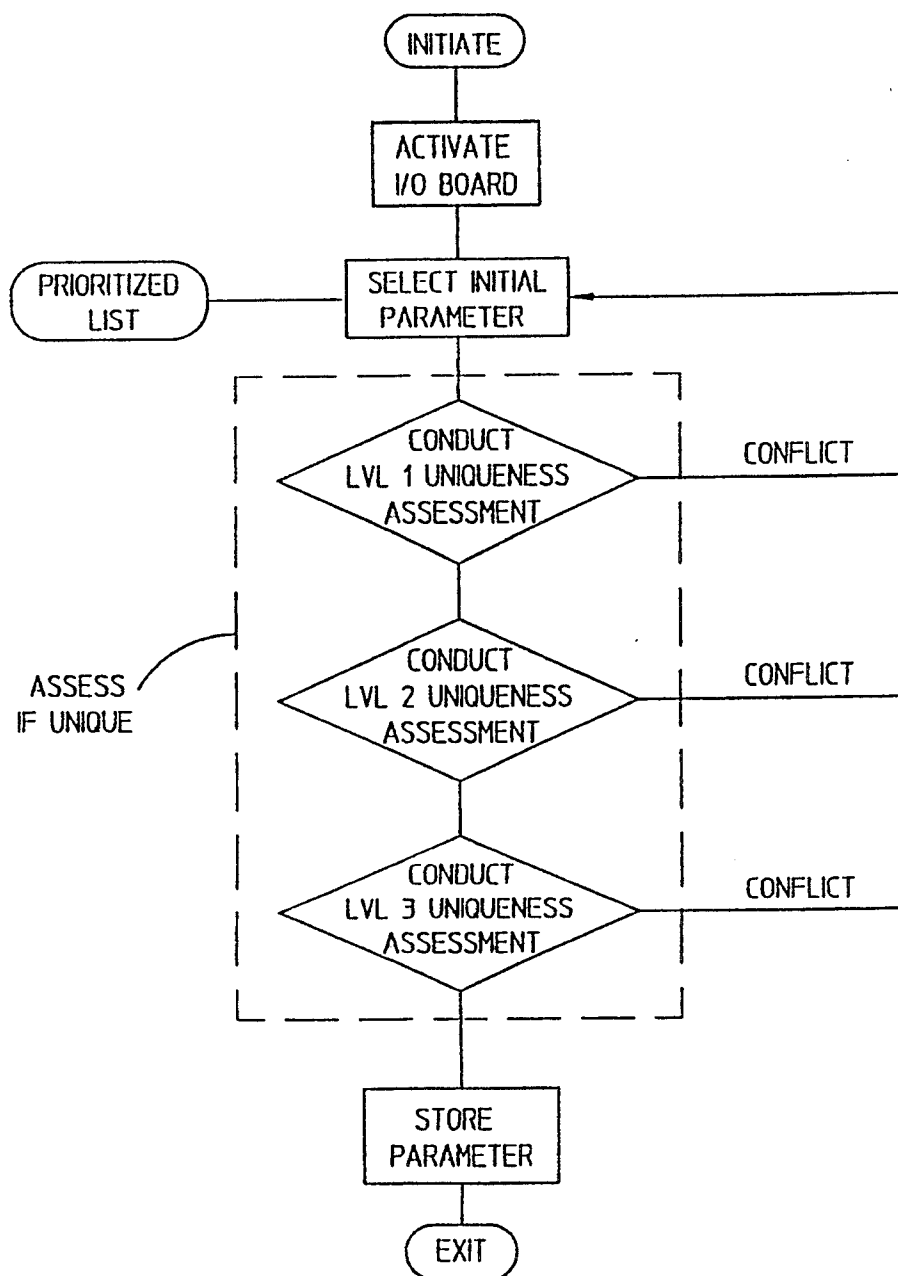 INITIATE
ACTIVATE
I/O BOARD
PRIORITIZED
LIST
SELECT INITIAL
PARAMETER
CONDUCT
LVL 1 UNIQUENESS
ASSESSMENT
CONFLICT
CONDUCT
LVL 2 UNIQUENESS
ASSESSMENT
CONFLICT
ASSESS
IF UNIQUE
CONDUCT
LVL 3 UNIQUENESS
ASSESSMENT
CONFLICT
STORE
PARAMETER
EXIT